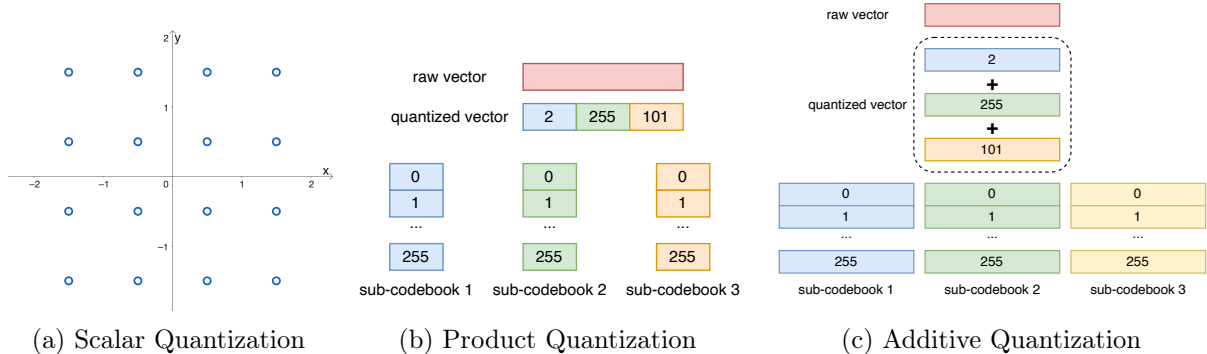 y
2
1
x
−2
−1
0
1
2
−1
(a) Scalar Quantization
raw vector
quantized vector
2
255
101
0
0
0
1
1
1
...
...
...
255
255
255
sub-codebook 1
sub-codebook 2
sub-codebook 3
(b) Product Quantization
raw vector
2
+
quantized vector
255
+
101
0
0
0
1
1
1
...
...
...
255
255
255
sub-codebook 1
sub-codebook 2
sub-codebook 3
(c) Additive Quantization